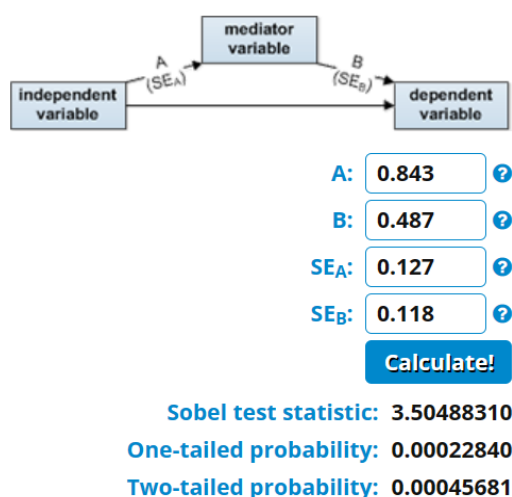 mediator
variable
A
(SEA)
B
(SEB)
independent
variable
dependent
variable
A: 0.843 ?
B: 0.487 ?
SEA: 0.127 ?
SEB: 0.118 ?
Calculate!
Sobel test statistic: 3.50488310
One-tailed probability: 0.00022840
Two-tailed probability: 0.00045681